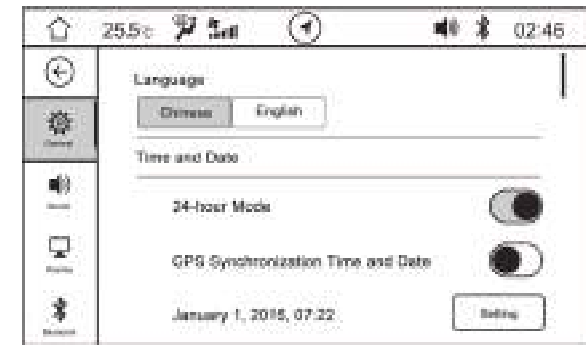 25.5℃ 02:46
Language
Chinese English
Time and Date
24-hour Mode
GPS Synchronization Time and Date
January 1, 2015, 07:22 Setting